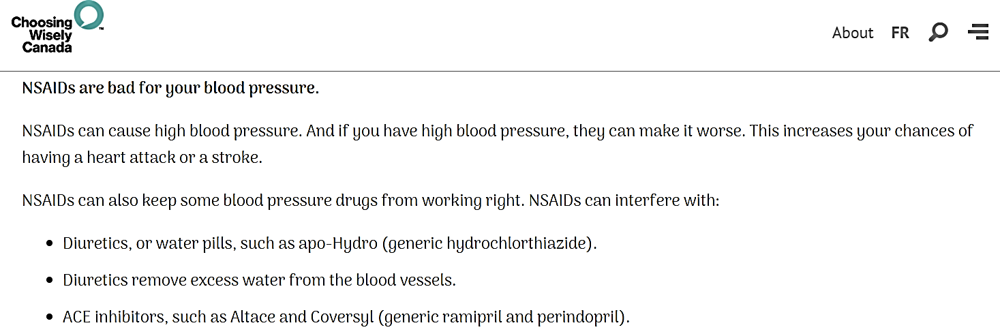 Choosing
Wisely
Canada
™
About FR
NSAIDs are bad for your blood pressure.
NSAIDs can cause high blood pressure. And if you have high blood pressure, they can make it worse. This increases your chances of
having a heart attack or a stroke.
NSAIDs can also keep some blood pressure drugs from working right. NSAIDs can interfere with:
• Diuretics, or water pills, such as apo-Hydro (generic hydrochlorthiazide).
• Diuretics remove excess water from the blood vessels.
• ACE inhibitors, such as Altace and Coversyl (generic ramipril and perindopril).